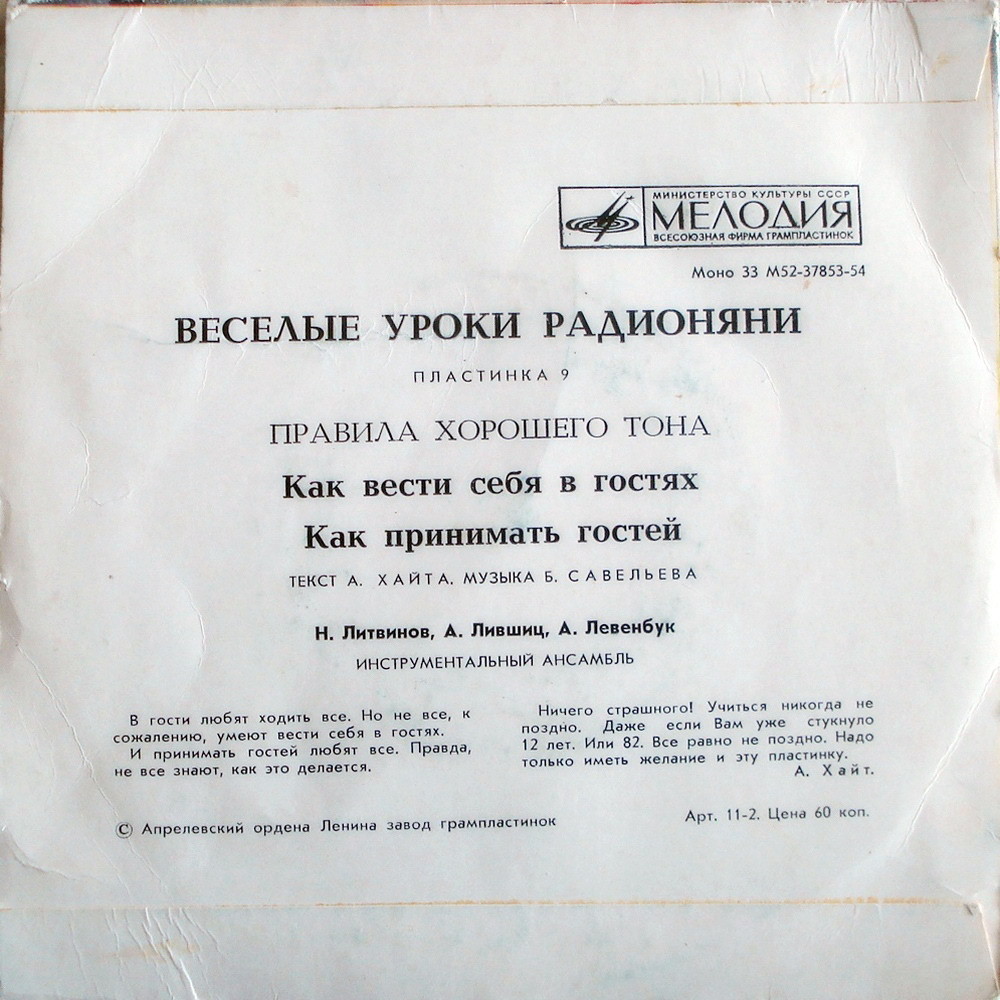 МИНИСТЕРСТВО КУЛЬТУРЫ СССР
МЕЛОДИЯ
ВСЕСОЮЗНАЯ ФИРМА ГРАМПЛАСТИНОК
Моно 33 М52-37853-54
ВЕСЕЛЫЕ УРОКИ РАДИОНЯНИ
ПЛАСТИНКА 9
ПРАВИЛА ХОРОШЕГО ТОНА
Как вести себя в гостях
Как принимать гостей
ТЕКСТ А. ХАЙТА. МУЗЫКА Б. САВЕЛЬЕВА
Н. Литвинов, А. Лившиц, А. Левенбук
ИНСТРУМЕНТАЛЬНЫЙ АНСАМБЛЬ
В гости любят ходить все. Но не все, к
сожалению, умеют вести себя в гостях.
И принимать гостей любят все. Правда,
не все знают, как это делается.
Ничего страшного! Учиться никогда не
поздно. Даже если Вам уже стукнуло
12 лет. Или 82. Все равно не поздно. Надо
только иметь желание и эту пластинку.
А. Хайт.
© Апрелевский ордена Ленина завод грампластинок
Арт. 11-2. Цена 60 коп.